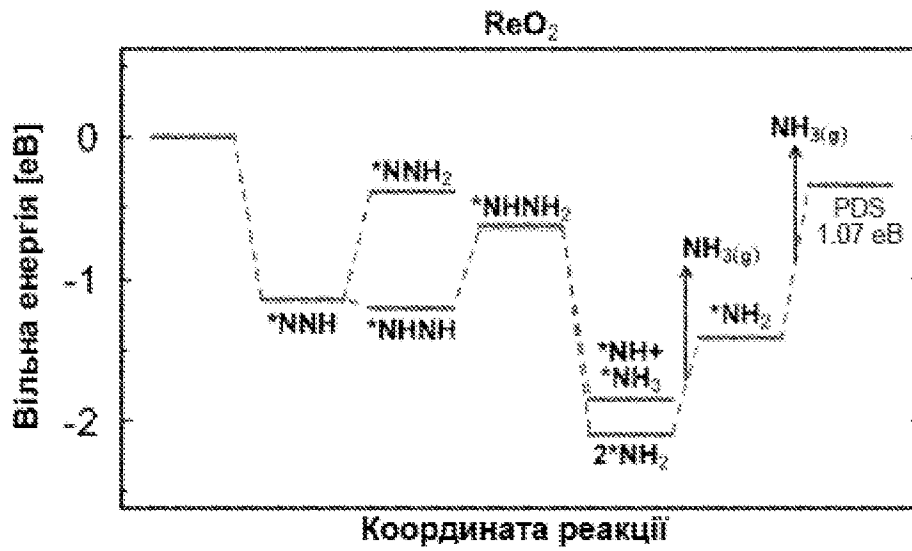 ReO₂
Вільна енергія [еВ]
0
-1
-2
*NNH
*NNH₂
*NHNH
*NHNH₂
*NH+
*NH₃
2*NH₂
NH₃(g)
*NH₂
NH₃(g)
PDS
1.07 еВ
Координата реакції